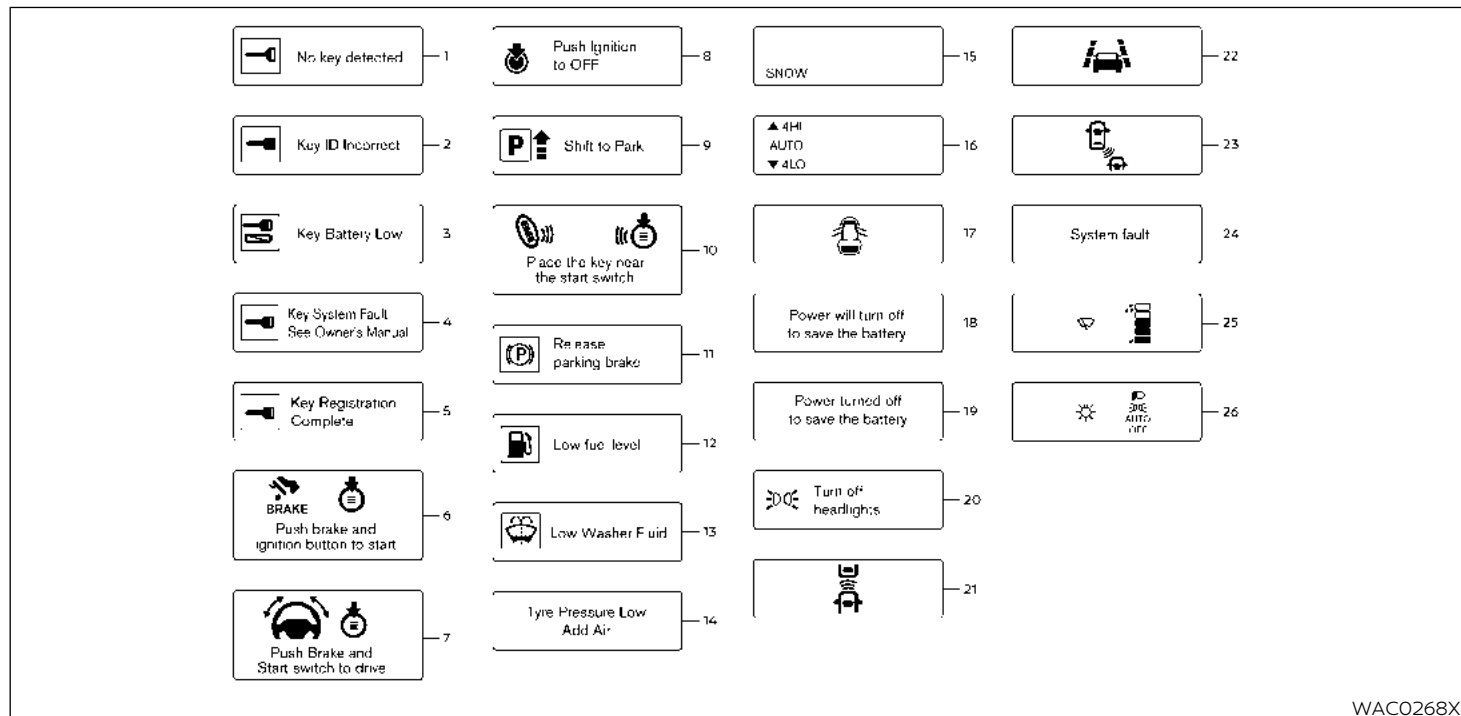 No key detected
1
Key ID Incorrect
2
Key Battery Low
3
Key System Fault
See Owner's Manual
4
Key Registration
Complete
5
BRAKE
Push brake and
ignition button to start
6
Push Brake and
Start switch to drive
7
Push Ignition
to OFF
8
P
Shift to Park
9
Place the key near
the start switch
10
P
Release
parking brake
11
Low fuel level
12
Low Washer Fluid
13
Tyre Pressure Low
Add Air
14
SNOW
15
▲ 4HI
AUTO
▼ 4LO
16
17
Power will turn off
to save the battery
18
Power turned off
to save the battery
19
Turn off
headlights
20
21
22
23
System fault
24
25
AUTO
OFF
26
WAC0268X